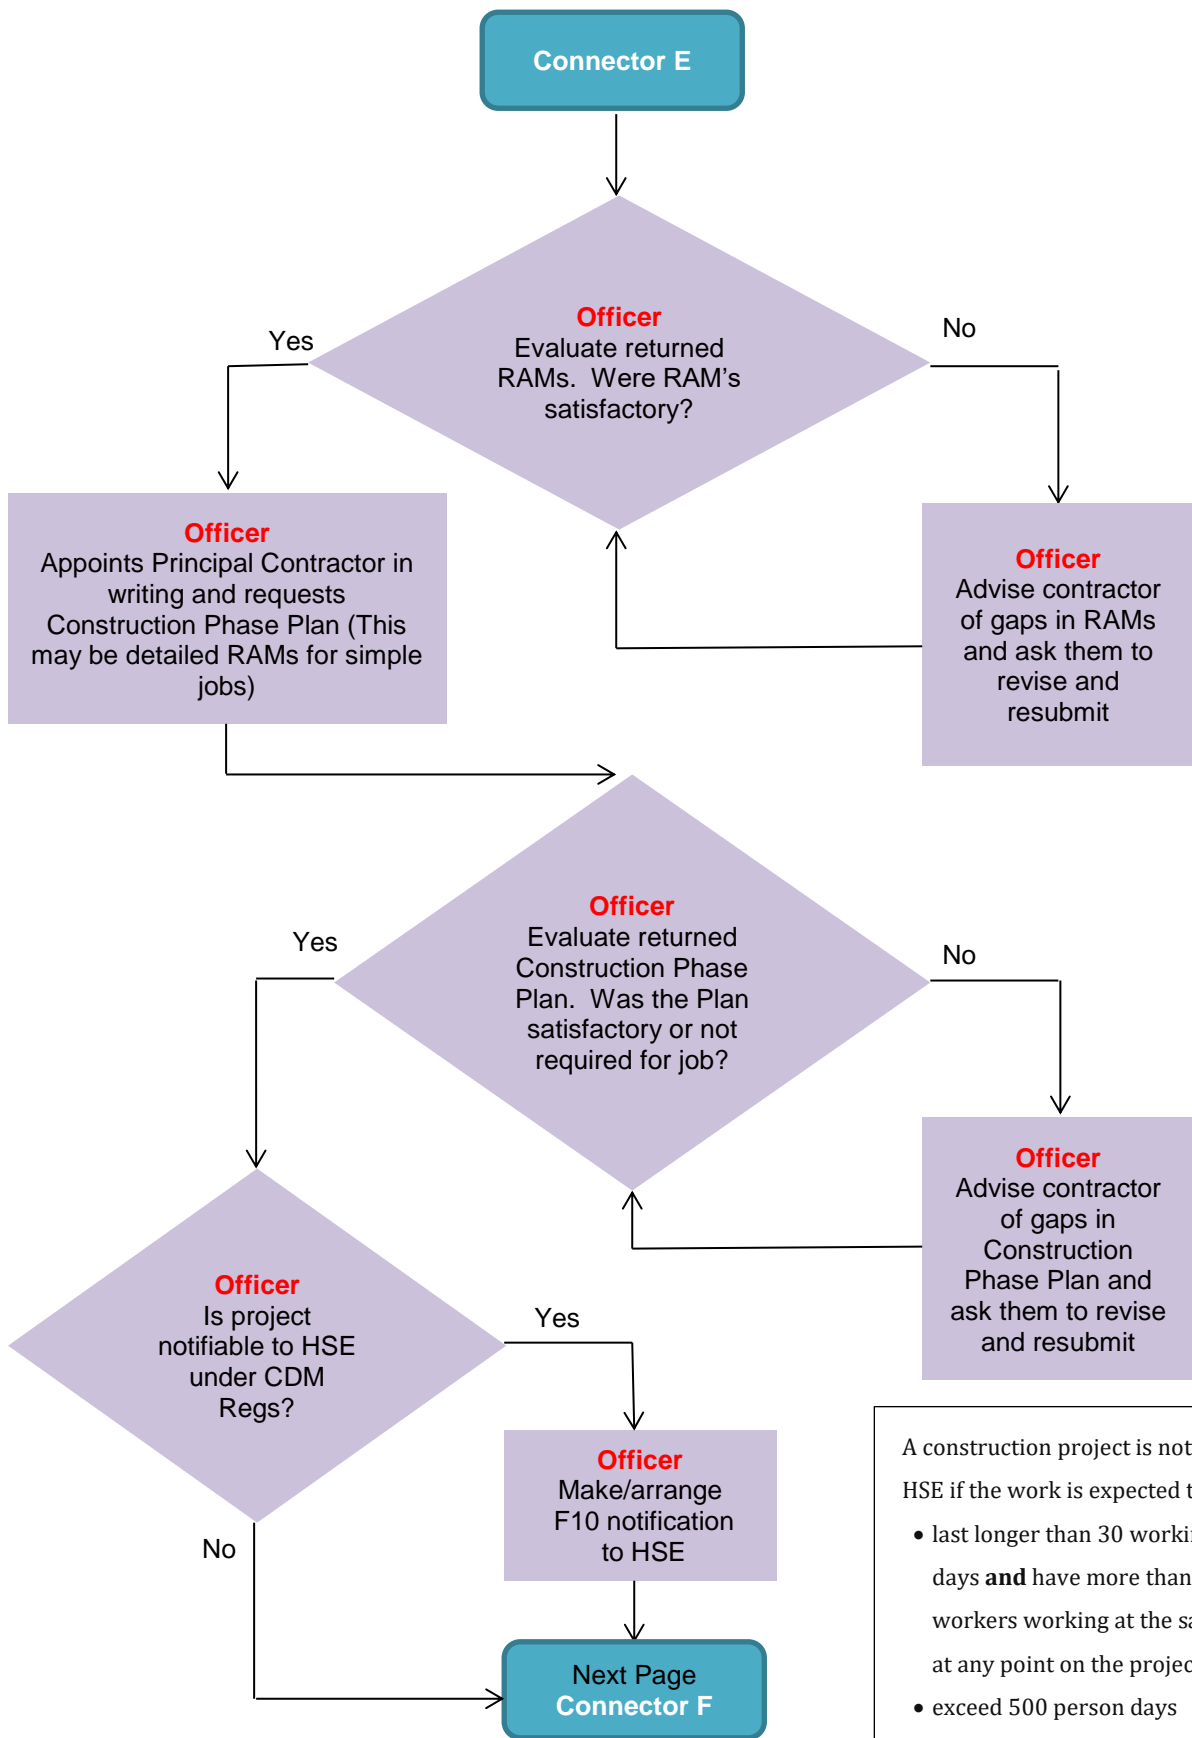 Connector E
Officer
Evaluate returned
RAMs. Were RAM's
satisfactory?
Yes
No
Officer
Appoints Principal Contractor in
writing and requests
Construction Phase Plan (This
may be detailed RAMs for simple
jobs)
Officer
Advise contractor
of gaps in RAMs
and ask them to
revise and
resubmit
Officer
Evaluate returned
Construction Phase
Plan. Was the Plan
satisfactory or not
required for job?
Yes
No
Officer
Advise contractor
of gaps in
Construction
Phase Plan and
ask them to revise
and resubmit
Officer
Is project
notifiable to HSE
under CDM
Regs?
Yes
No
Officer
Make/arrange
F10 notification
to HSE
Next Page
Connector F
A construction project is
HSE if the work is expected
• last longer than 30
days and have more than
workers working at the
at any point on the project
• exceed 500 person days